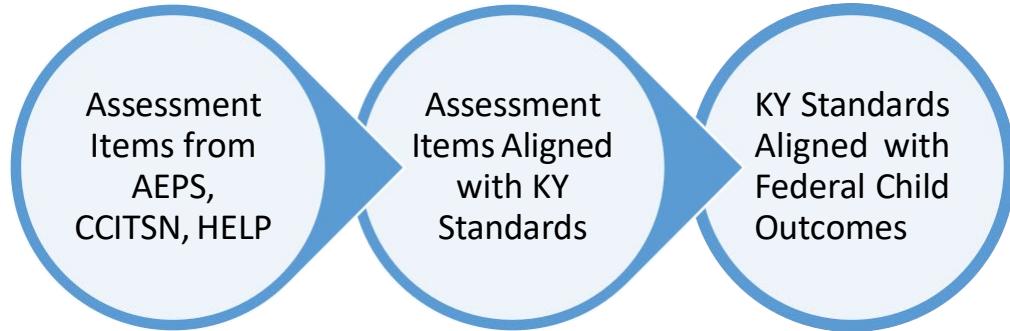 Assessment
Items from
AEPS,
CCITSN, HELP
Assessment
Items Aligned
with KY
Standards
KY Standards
Aligned with
Federal Child
Outcomes